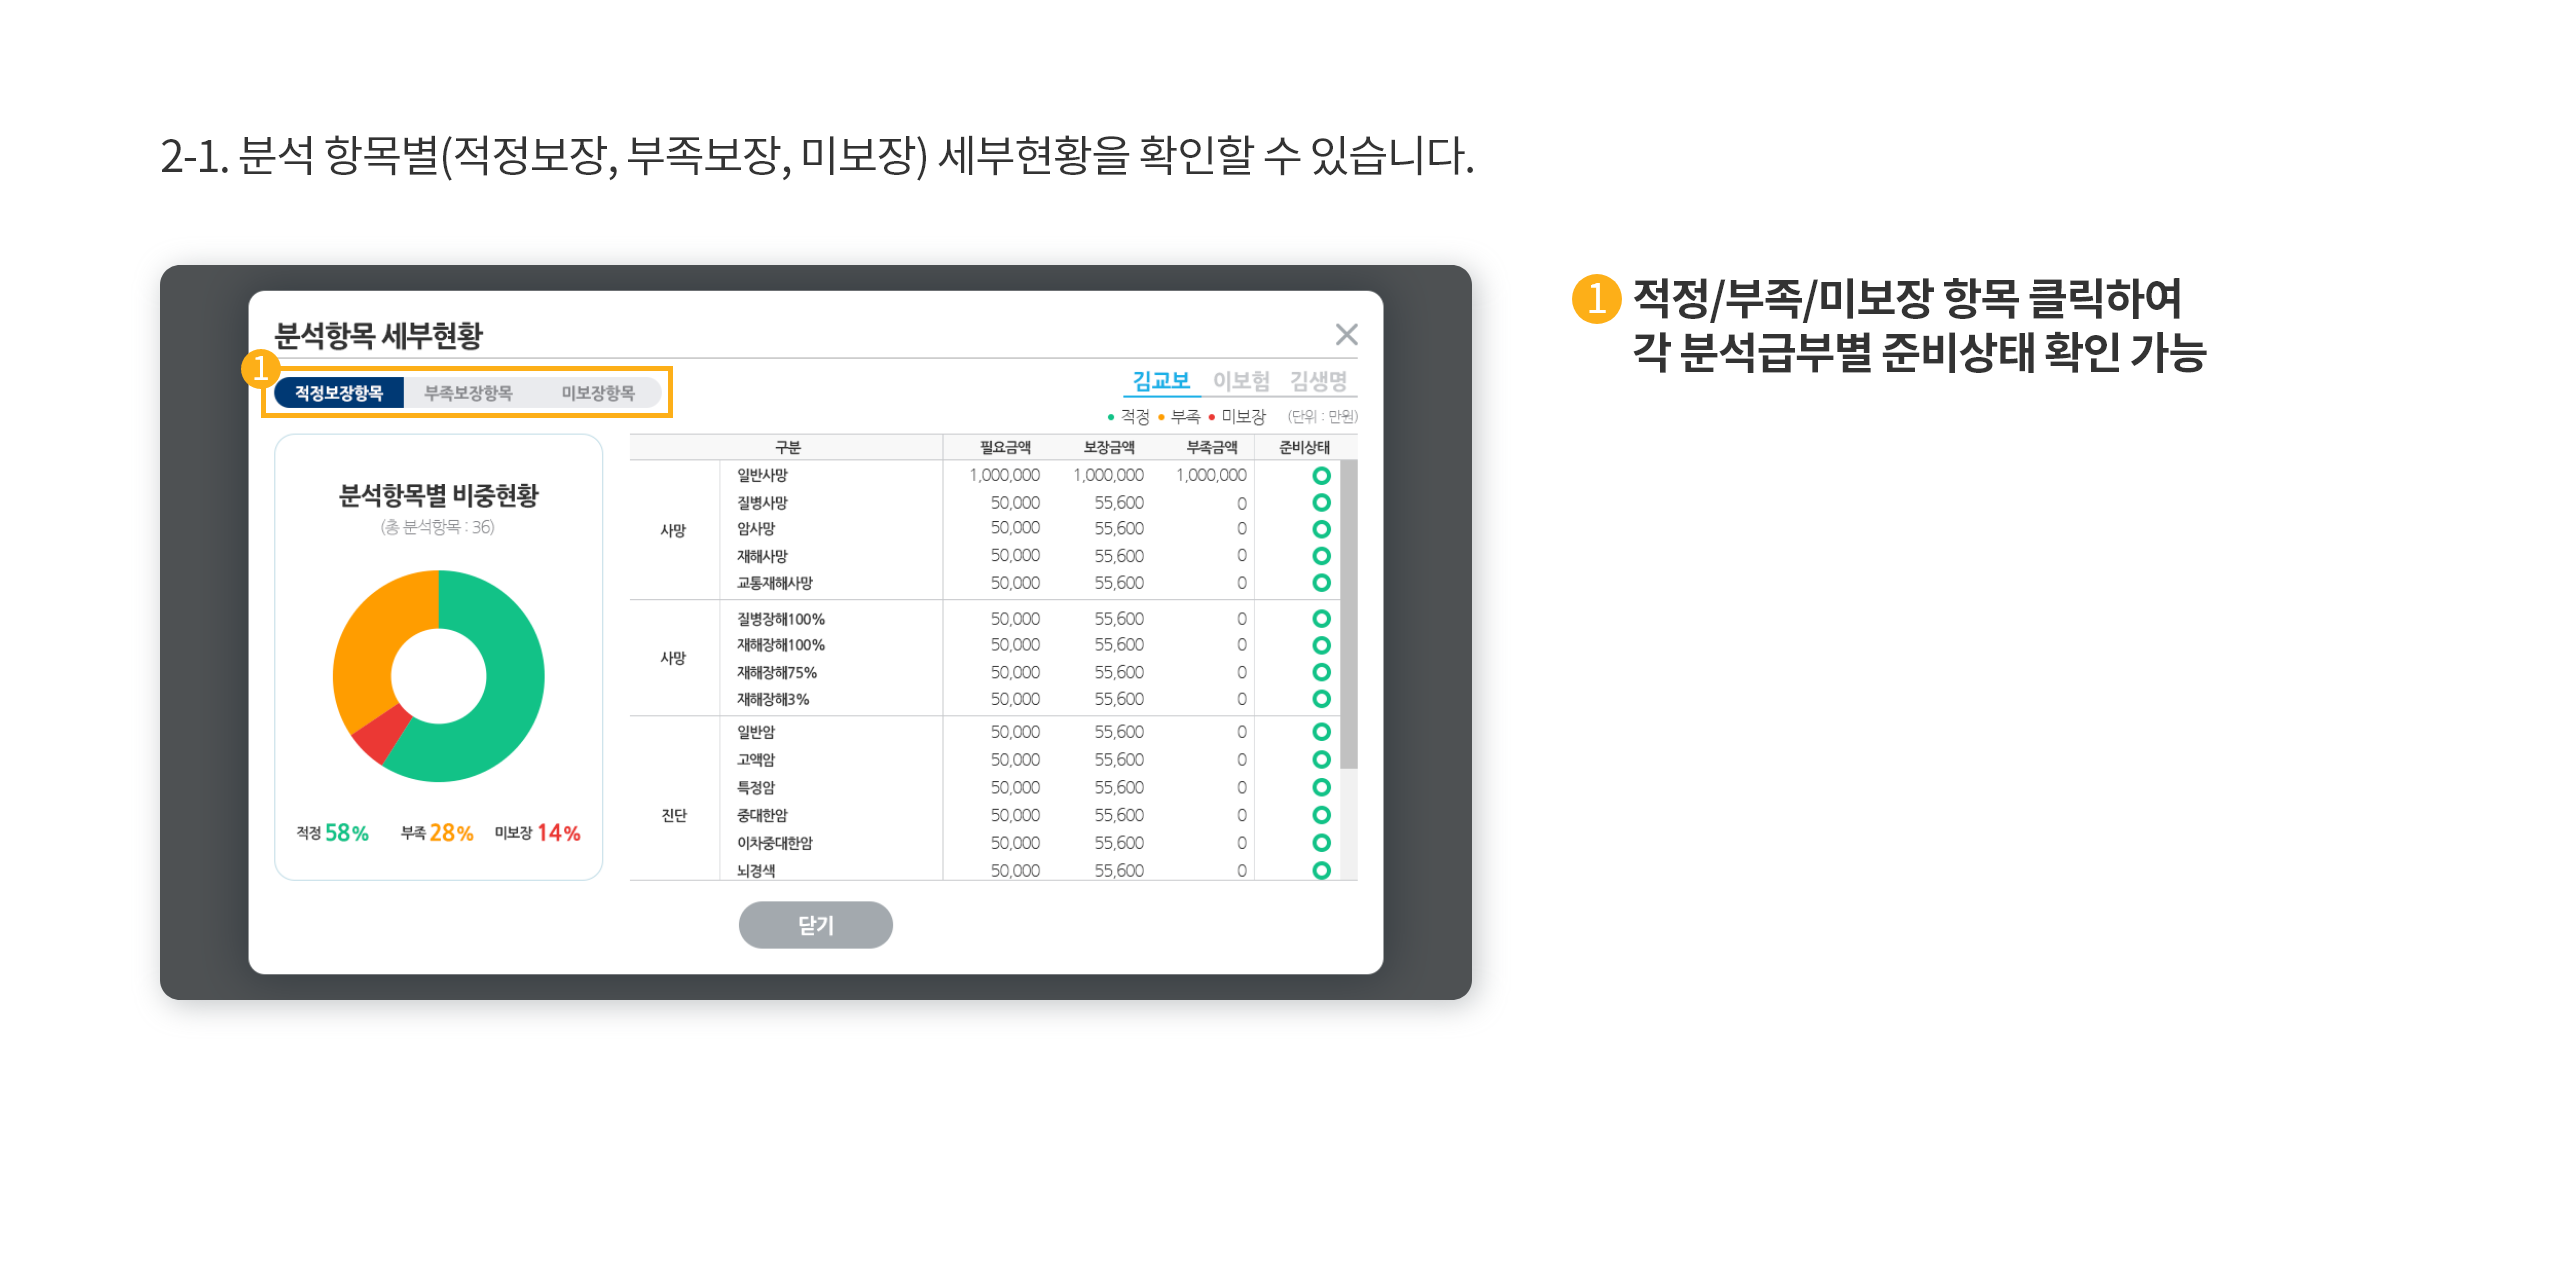 2-1. 분석 항목별(적정보장, 부족보장, 미보장) 세부현황을 확인할 수 있습니다.
분석항목 세부현황
1
적정보장항목 부족보장항목 미보장항목
김교보 이보험 김생명
적정 부족 미보장 (단위 : 만원)
분석항목별 비중현황
(총 분석항목 : 36)
적정 58% 부족 28% 미보장 14%
구분 필요금액 보장금액 부족금액 준비상태
사망
일반사망 1,000,000 1,000,000 1,000,000
질병사망 50,000 55,600 0
암사망 50,000 55,600 0
재해사망 50,000 55,600 0
교통재해사망 50,000 55,600 0
사망
질병장해100% 50,000 55,600 0
재해장해100% 50,000 55,600 0
재해장해75% 50,000 55,600 0
재해장해3% 50,000 55,600 0
진단
일반암 50,000 55,600 0
고액암 50,000 55,600 0
특정암 50,000 55,600 0
중대한암 50,000 55,600 0
이차중대한암 50,000 55,600 0
뇌경색 50,000 55,600 0
닫기
1 적정/부족/미보장 항목 클릭하여
각 분석급부별 준비상태 확인 가능